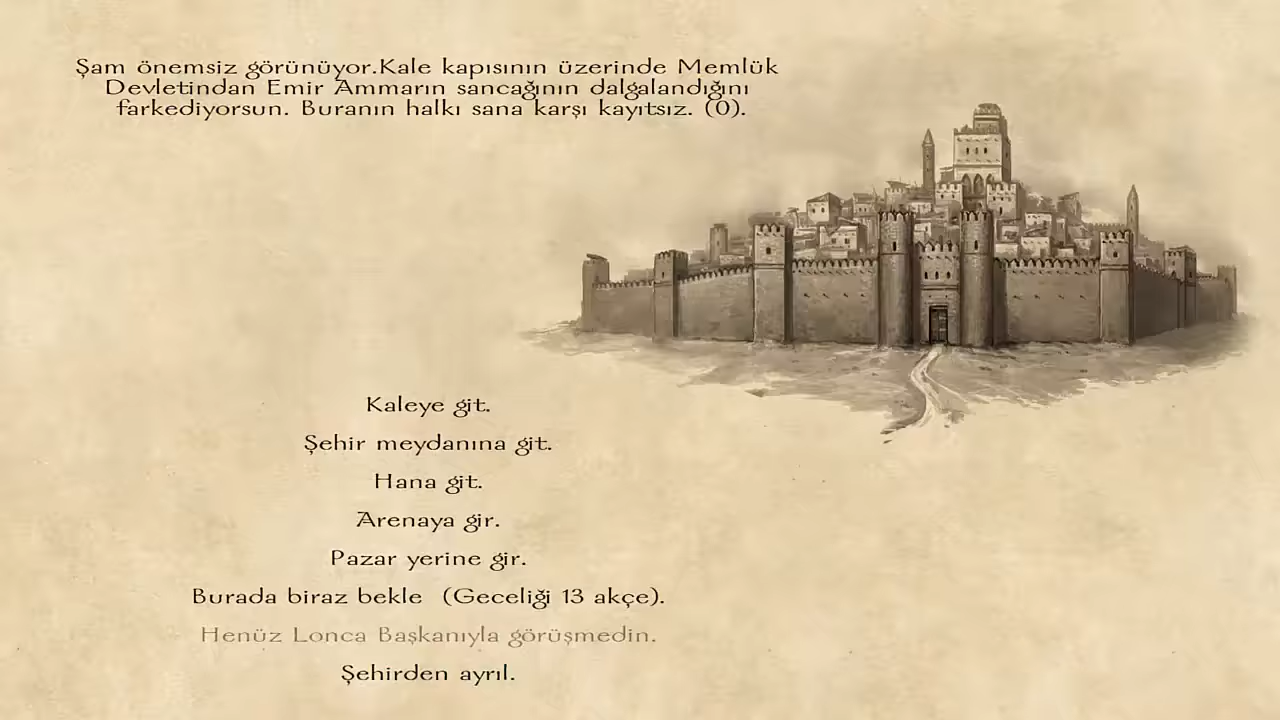 Şam önemsiz görünüyor.Kale kapısının üzerinde Memlük
Devletindan Emir Ammarın sancağının dalgalandığını
farkediyorsun. Buranın halkı sana karşı kayıtsız. (0).
Kaleye git.
Şehir meydanına git.
Hana git.
Arenaya gir.
Pazar yerine gir.
Burada biraz bekle (Geceliği 13 akçe).
Henüz Lonca Başkanıyla görüşmedin.
Şehirden ayrıl.